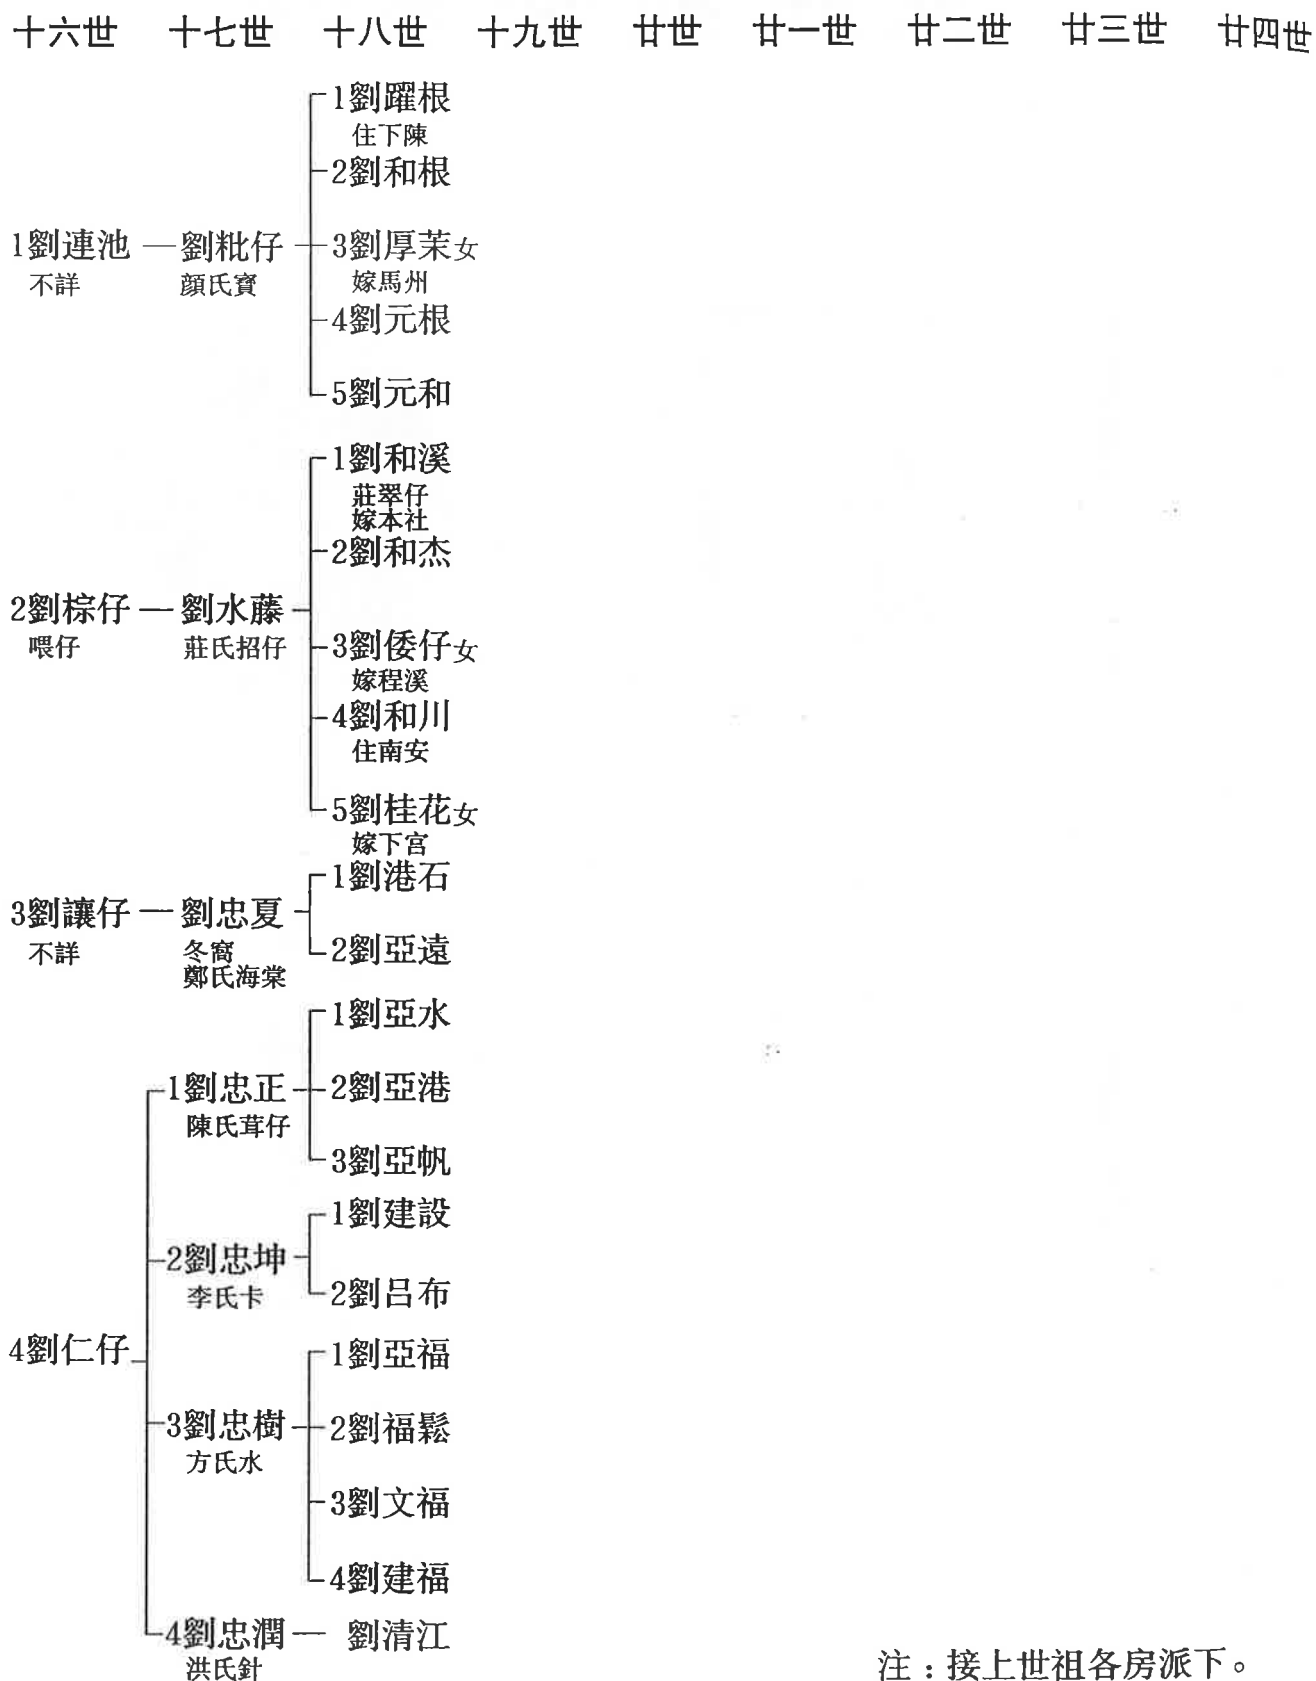 十六世 十七世 十八世 十九世 廿世 廿一世 廿二世 廿三世 廿四世
1劉躍根
住下陳
2劉和根
1劉連池 劉粃仔 3劉厚茉女
不詳 顏氏寶 嫁馬州
4劉元根
5劉元和
1劉和溪
莊翠仔
嫁本社
2劉和杰
2劉棕仔 劉水藤
喂仔 莊氏招仔
3劉倭仔女
嫁程溪
4劉和川
住南安
5劉桂花女
嫁下宮
1劉港石
3劉讓仔 劉忠夏
不詳 冬窩
鄭氏海棠
2劉亞遠
1劉亞水
1劉忠正 2劉亞港
陳氏茸仔
3劉亞帆
1劉建設
2劉忠坤
李氏卡
2劉呂布
4劉仁仔
1劉亞福
3劉忠樹 2劉福鬆
方氏水
3劉文福
4劉建福
4劉忠潤 劉清江
洪氏針
注：接上世祖各房派下。